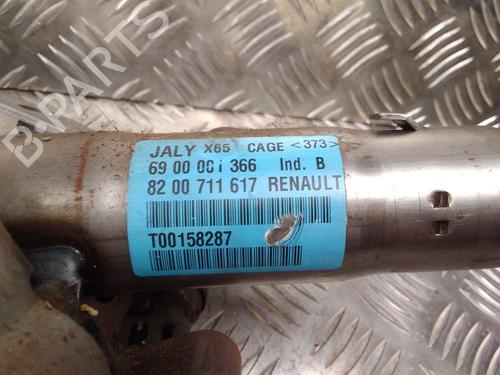 B-PARTS
JALY X65 CAGE <373>
69 00 001 366 Ind. B
82 00 711 617 RENAULT
T00158287